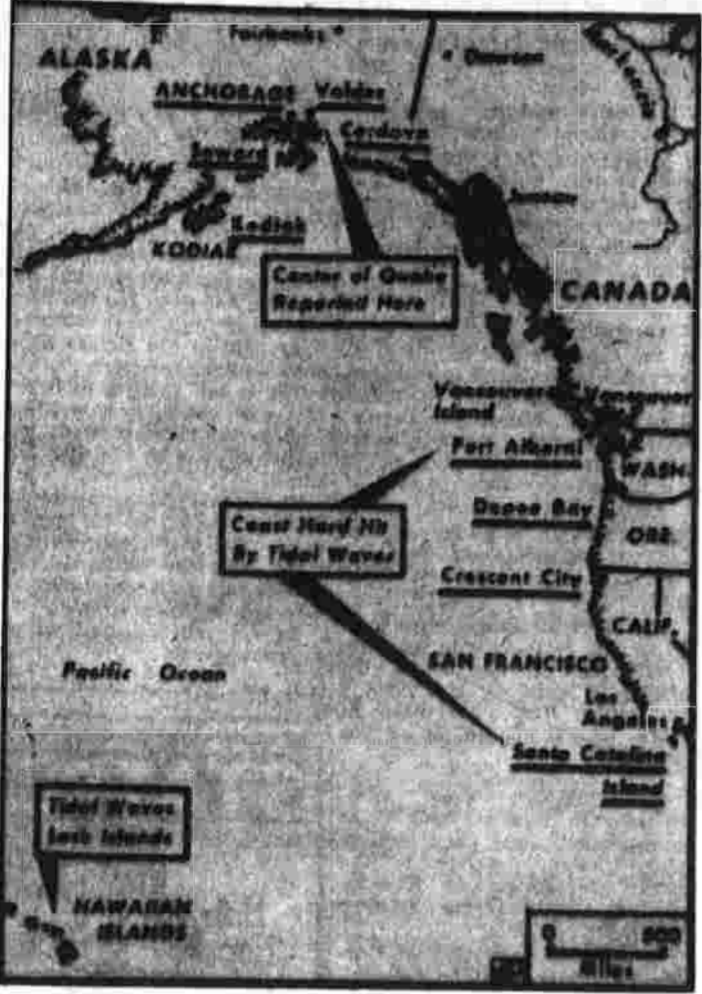 Fairbanks
ALASKA
Dawson
Mackenzie
ANCHORAGE Valdez
Cordova
Seward
Juneau
Kodiak
KODIAK
Center of Quake
Reported Here
CANADA
Vancouver
Island
Vancouver
Port Alberni
WASH.
Depoe Bay
Coast Hard Hit
By Tidal Waves
ORE.
Crescent City
CALIF.
SAN FRANCISCO
Pacific Ocean
Los
Angeles
Santa Catalina
Island
Tidal Waves
Lash Islands
HAWAIIAN
ISLANDS
0 500
Miles